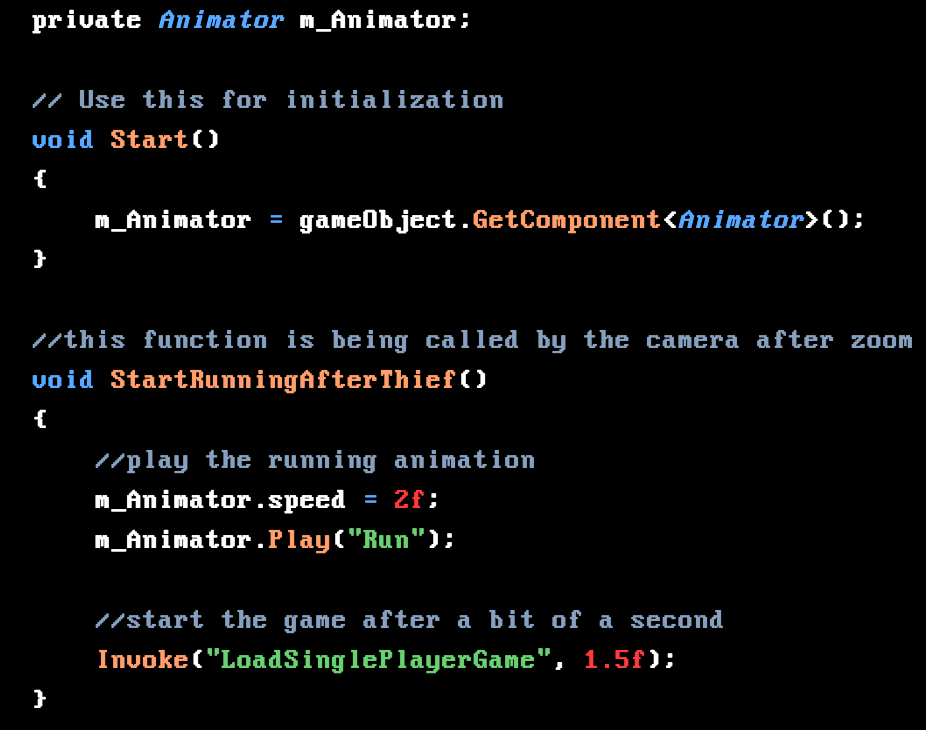 private Animator m_Animator;
// Use this for initialization
void Start()
{
m_Animator = gameObject.GetComponent<Animator>();
}
//this function is being called by the camera after zoom
void StartRunningAfterThief()
{
//play the running animation
m_Animator.speed = 2f;
m_Animator.Play("Run");
//start the game after a bit of a second
Invoke("LoadSinglePlayerGame", 1.5f);
}